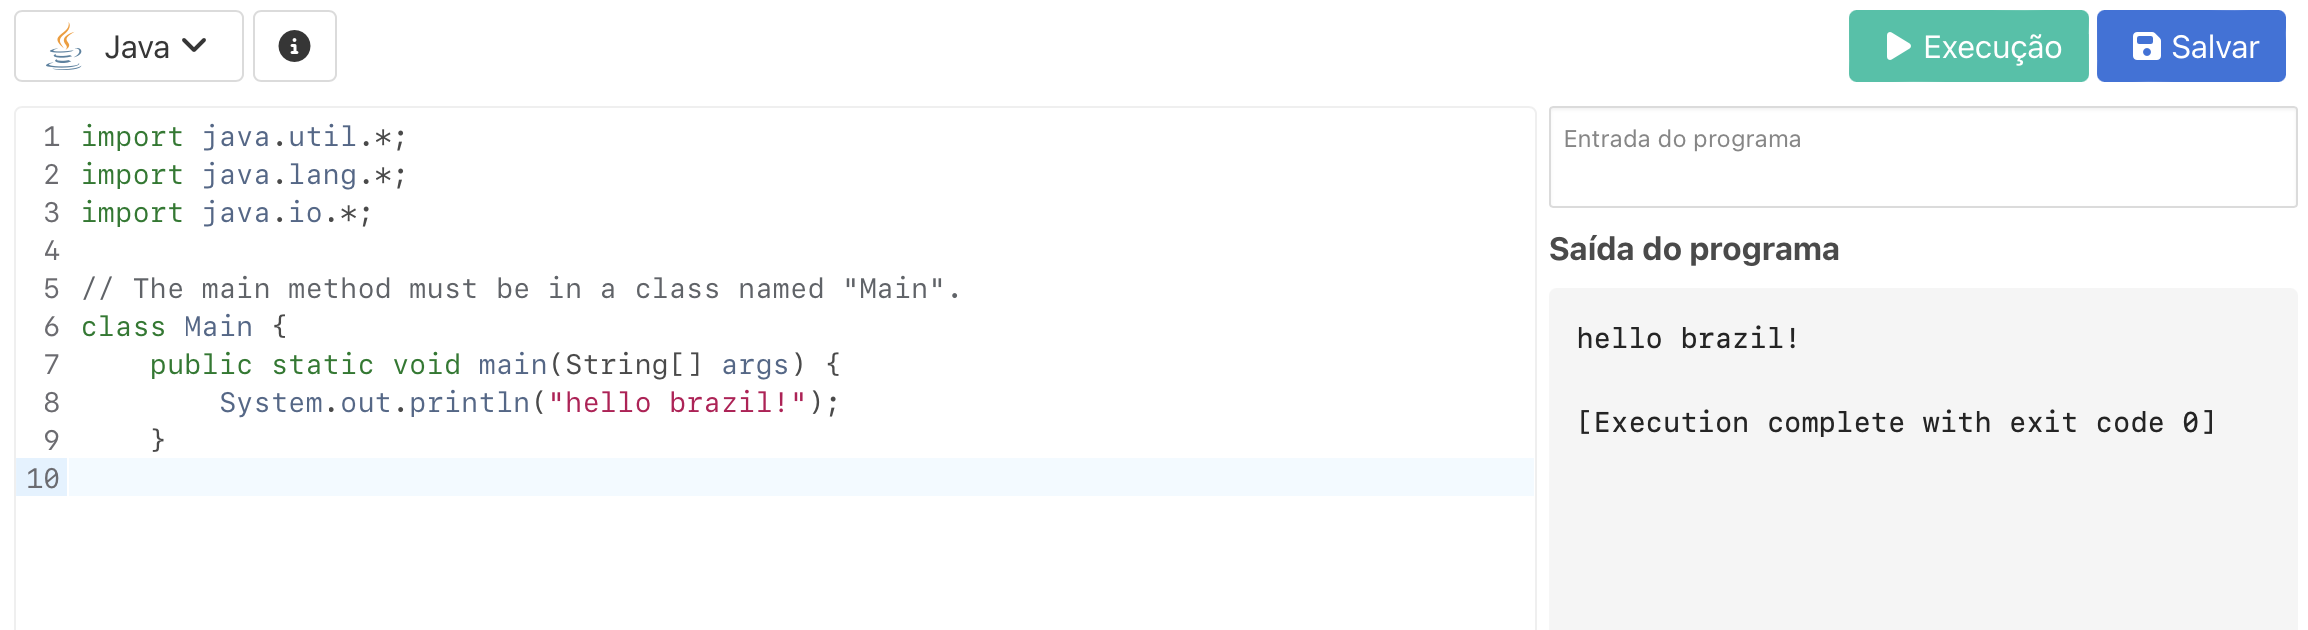 Java
Execução
Salvar
1 import java.util.*;
2 import java.lang.*;
3 import java.io.*;
4
5 // The main method must be in a class named "Main".
6 class Main {
7     public static void main(String[] args) {
8         System.out.println("hello brazil!");
9     }
10
Entrada do programa
Saída do programa
hello brazil!
[Execution complete with exit code 0]